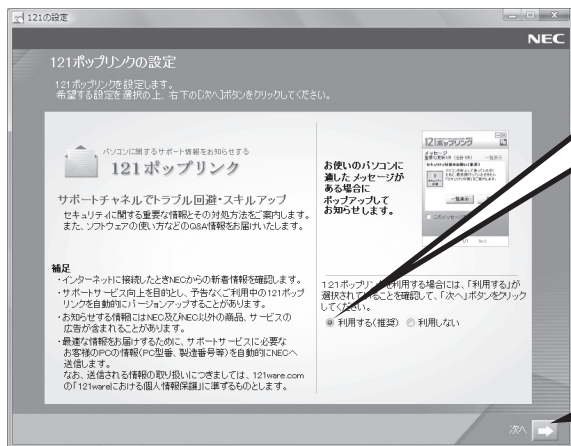 121の設定
NEC
121ポップリンクの設定
121ポップリンクを設定します。
希望する設定を選択の上、右下の[次へ]ボタンをクリックしてください。
パソコンに関するサポート情報をお知らせする
121ポップリンク
サポートチャネルでトラブル回避・スキルアップ
セキュリティに関する重要な情報とその対処方法をご案内します。
また、ソフトウェアの使い方などのQ&A情報をお届けいたします。
補足
・インターネットに接続したときNECからの新着情報を確認します。
・サポートサービス向上を目的とし、予告なくご利用中の121ポップ
リンクを自動的にバージョンアップすることがあります。
・お知らせする情報にはNEC及びNEC以外の商品、サービスの
広告が含まれることがあります。
・最適な情報をお届けするために、サポートサービスに必要な
お客様のPCの情報(PC型番、製造番号等)を自動的にNECへ
送信します。
なお、送信される情報の取り扱いにつきましては、121ware.com
の「121wareにおける個人情報保護」に準ずるものとします。
お使いのパソコンに
適した メッセージが
ある場合に
ポップアップして
お知らせします。
121ポップリンク
メッセージ
一覧表示
一覧表示
121ポップリンクを利用する場合には、「利用する」が
選択されていることを確認して、「次へ」ボタンをクリック
してください。
利用する(推奨) 利用しない
次へ